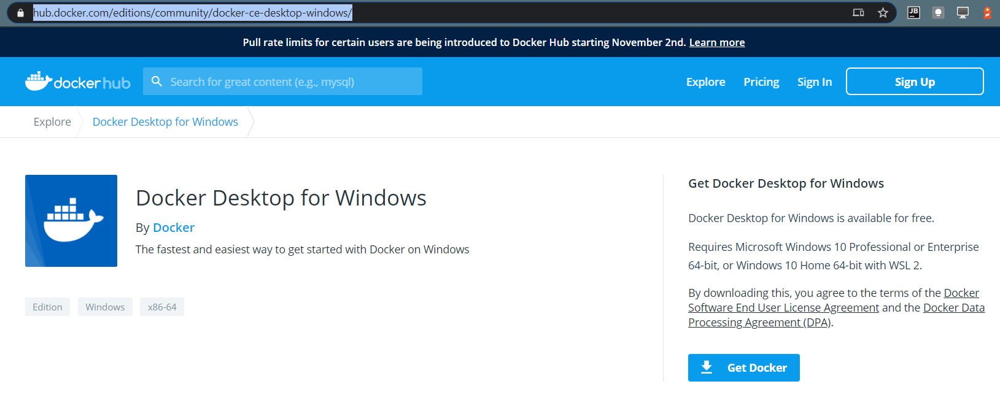 hub.docker.com/editions/community/docker-ce-desktop-windows/
JB
Pull rate limits for certain users are being introduced to Docker Hub starting November 2nd. Learn more
dockerhub
Search for great content (e.g., mysql)
Explore
Pricing
Sign In
Sign Up
Explore
Docker Desktop for Windows
Docker Desktop for Windows
By Docker
The fastest and easiest way to get started with Docker on Windows
Edition
Windows
x86-64
Get Docker Desktop for Windows
Docker Desktop for Windows is available for free.
Requires Microsoft Windows 10 Professional or Enterprise
64-bit, or Windows 10 Home 64-bit with WSL 2.
By downloading this, you agree to the terms of the Docker
Software End User License Agreement and the Docker Data
Processing Agreement (DPA).
Get Docker